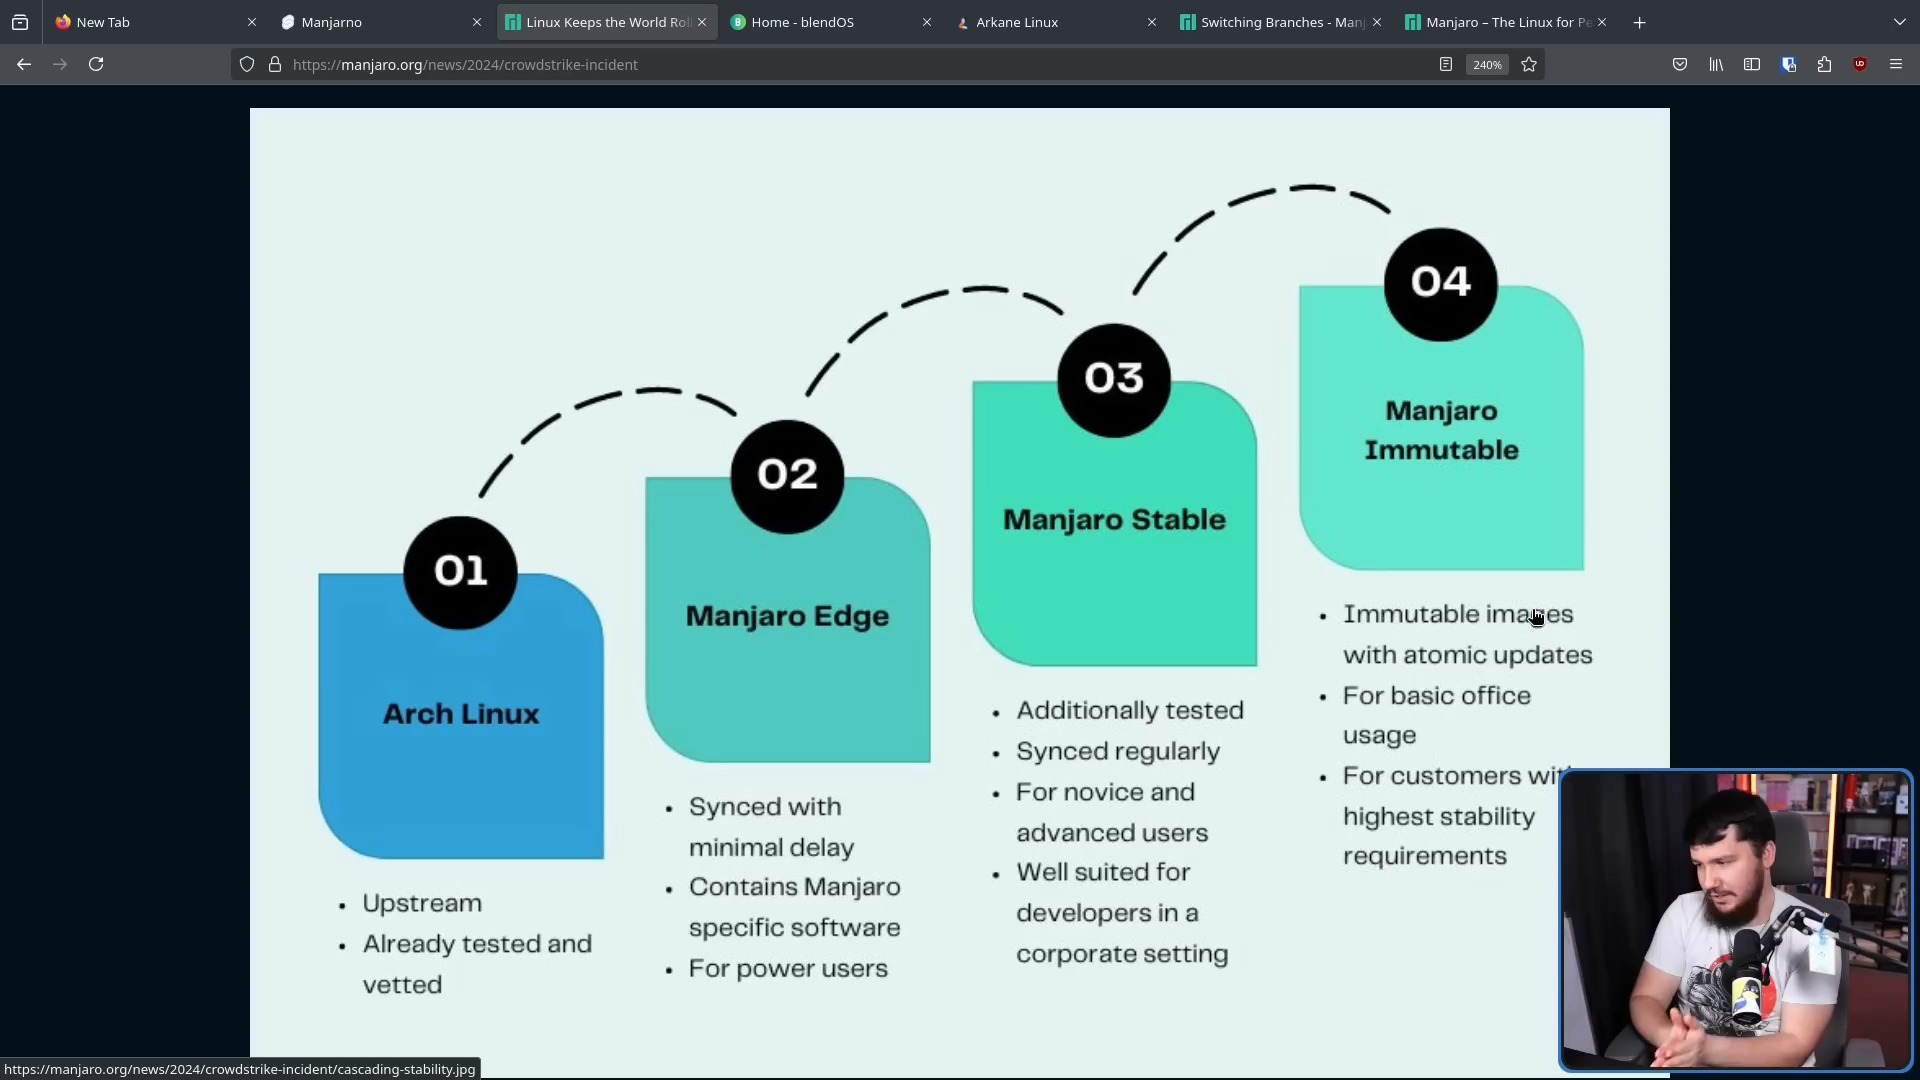 New Tab
Manjarno
Linux Keeps the World Rol
Home - blendOS
Arkane Linux
Switching Branches - Manj
Manjaro – The Linux for Pe
https://manjaro.org/news/2024/crowdstrike-incident
240%
01
Arch Linux
Upstream
Already tested and
vetted
02
Manjaro Edge
Synced with
minimal delay
Contains Manjaro
specific software
For power users
03
Manjaro Stable
Additionally tested
Synced regularly
For novice and
advanced users
Well suited for
developers in a
corporate setting
04
Manjaro
Immutable
Immutable images
with atomic updates
For basic office
usage
For customers with
highest stability
requirements
https://manjaro.org/news/2024/crowdstrike-incident/cascading-stability.jpg